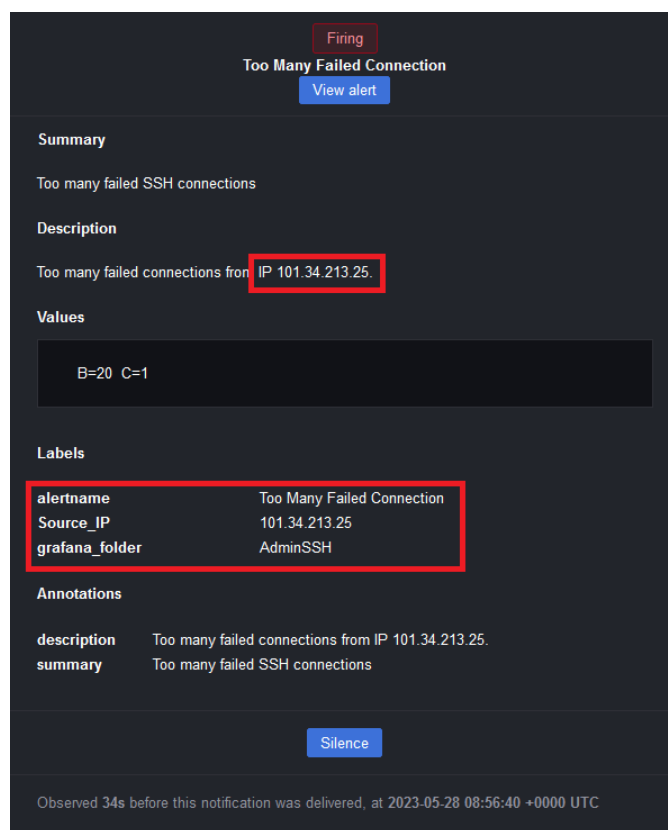 Firing
Too Many Failed Connection
View alert
Summary
Too many failed SSH connections
Description
Too many failed connections from IP 101.34.213.25.
Values
B=20 C=1
Labels
alertname Too Many Failed Connection
Source_IP 101.34.213.25
grafana_folder AdminSSH
Annotations
description Too many failed connections from IP 101.34.213.25.
summary Too many failed SSH connections
Silence
Observed 34s before this notification was delivered, at 2023-05-28 08:56:40 +0000 UTC